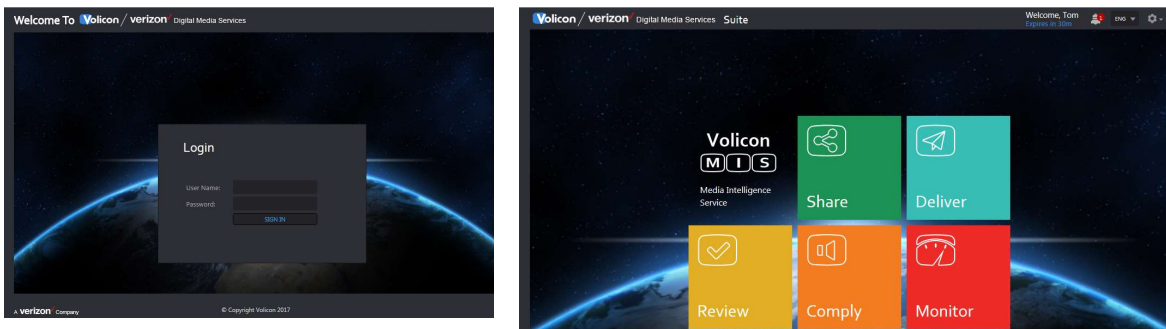 Welcome To Volicon / verizon Digital Media Services
Login
User Name:
Password:
SIGN IN
A verizon Company
© Copyright Volicon 2017
Volicon / verizon Digital Media Services Suite
Welcome, Tom
Expires in 30m
1
ENG
Volicon
MIS
Media Intelligence
Service
Share
Deliver
Review
Comply
Monitor